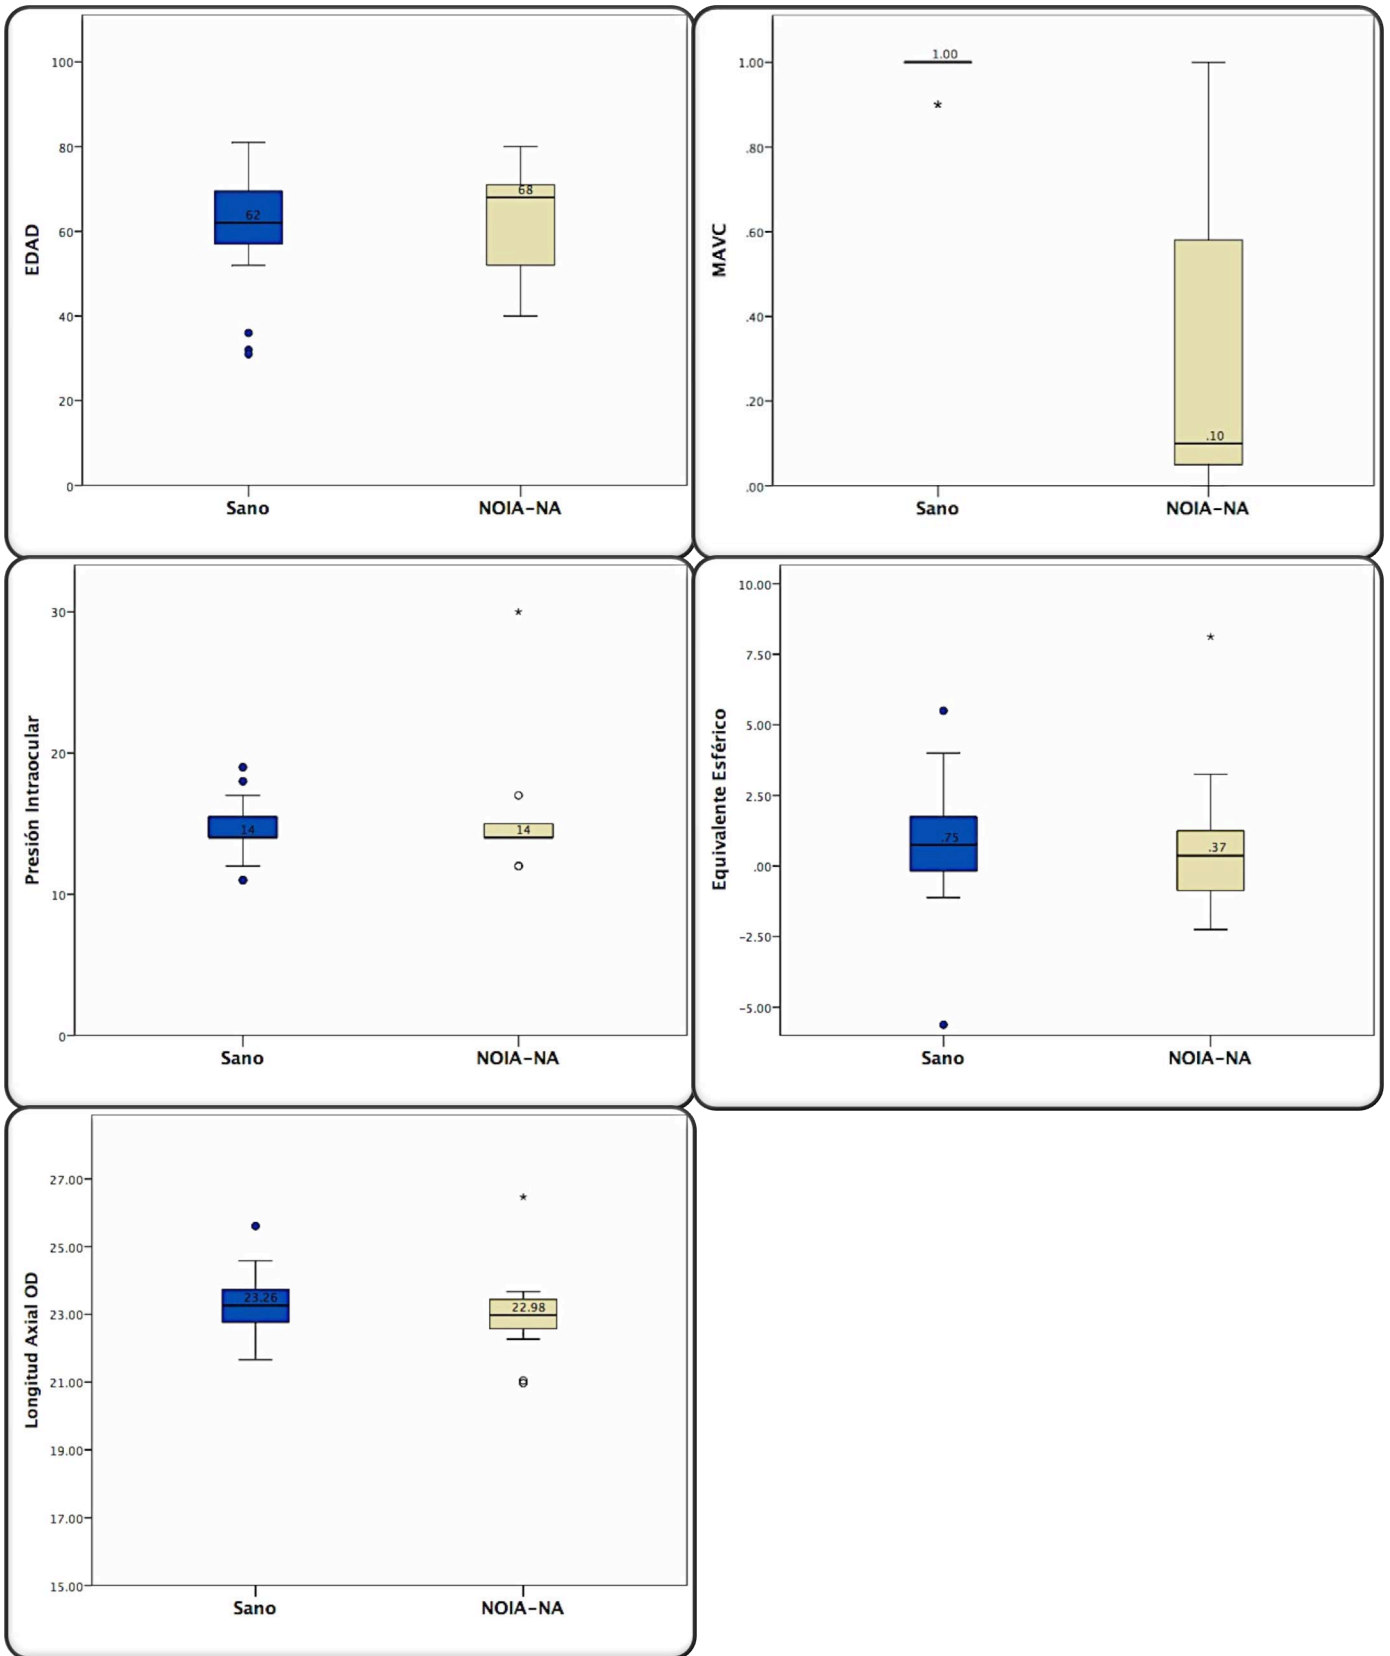 EDAD
100
80
60
40
20
0
62
68
Sano
NOIA-NA
MAVC
1.00
.80
.60
.40
.20
.00
1.00
.10
Sano
NOIA-NA
Presión Intraocular
30
20
10
0
14
14
Sano
NOIA-NA
Equivalente Esférico
10.00
7.50
5.00
2.50
.00
-2.50
-5.00
.75
.37
Sano
NOIA-NA
Longitud Axial OD
27.00
25.00
23.00
21.00
19.00
17.00
15.00
23.26
22.98
Sano
NOIA-NA